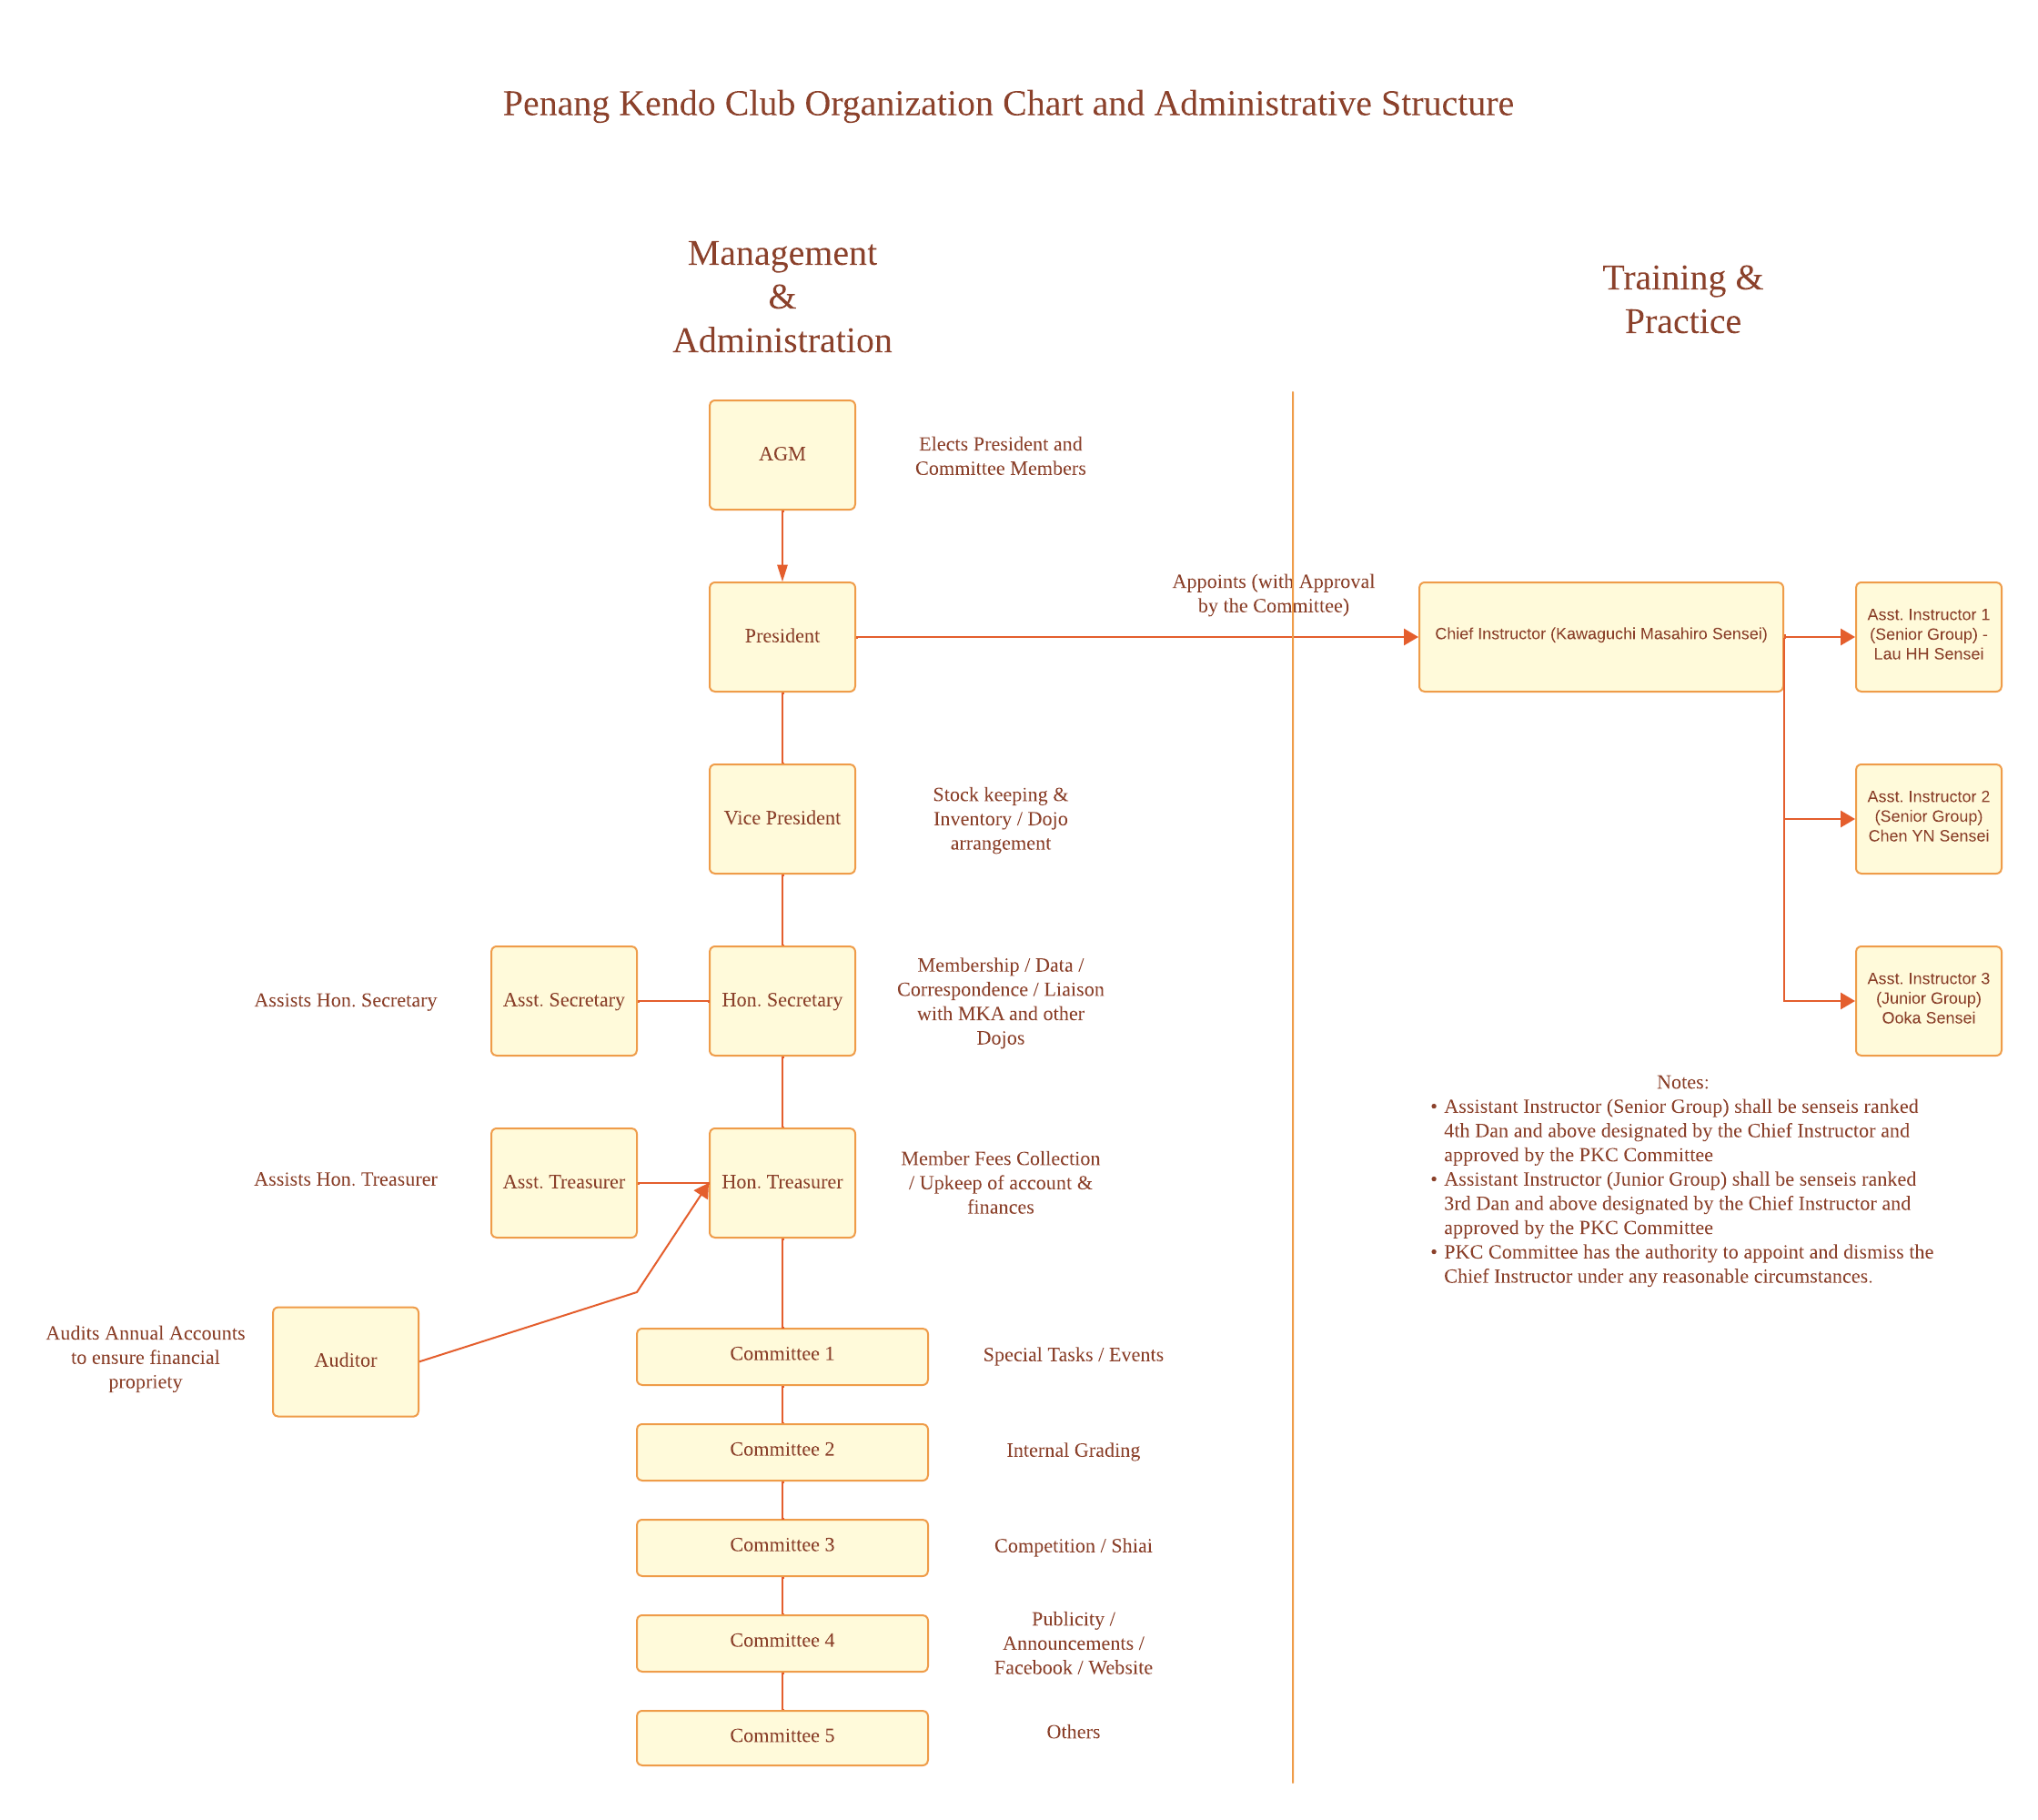 Penang Kendo Club Organization Chart and Administrative Structure
Management
&
Administration
Training &
Practice
AGM
Elects President and
Committee Members
President
Appoints (with Approval
by the Committee)
Chief Instructor (Kawaguchi Masahiro Sensei)
Asst. Instructor 1
(Senior Group) -
Lau HH Sensei
Vice President
Stock keeping &
Inventory / Dojo
arrangement
Asst. Instructor 2
(Senior Group)
Chen YN Sensei
Assists Hon. Secretary
Asst. Secretary
Hon. Secretary
Membership / Data /
Correspondence / Liaison
with MKA and other
Dojos
Asst. Instructor 3
(Junior Group)
Ooka Sensei
Assists Hon. Treasurer
Asst. Treasurer
Hon. Treasurer
Member Fees Collection
/ Upkeep of account &
finances
Notes:
• Assistant Instructor (Senior Group) shall be senseis ranked
4th Dan and above designated by the Chief Instructor and
approved by the PKC Committee
• Assistant Instructor (Junior Group) shall be senseis ranked
3rd Dan and above designated by the Chief Instructor and
approved by the PKC Committee
• PKC Committee has the authority to appoint and dismiss the
Chief Instructor under any reasonable circumstances.
Audits Annual Accounts
to ensure financial
propriety
Auditor
Committee 1
Special Tasks / Events
Committee 2
Internal Grading
Committee 3
Competition / Shiai
Committee 4
Publicity /
Announcements /
Facebook / Website
Committee 5
Others